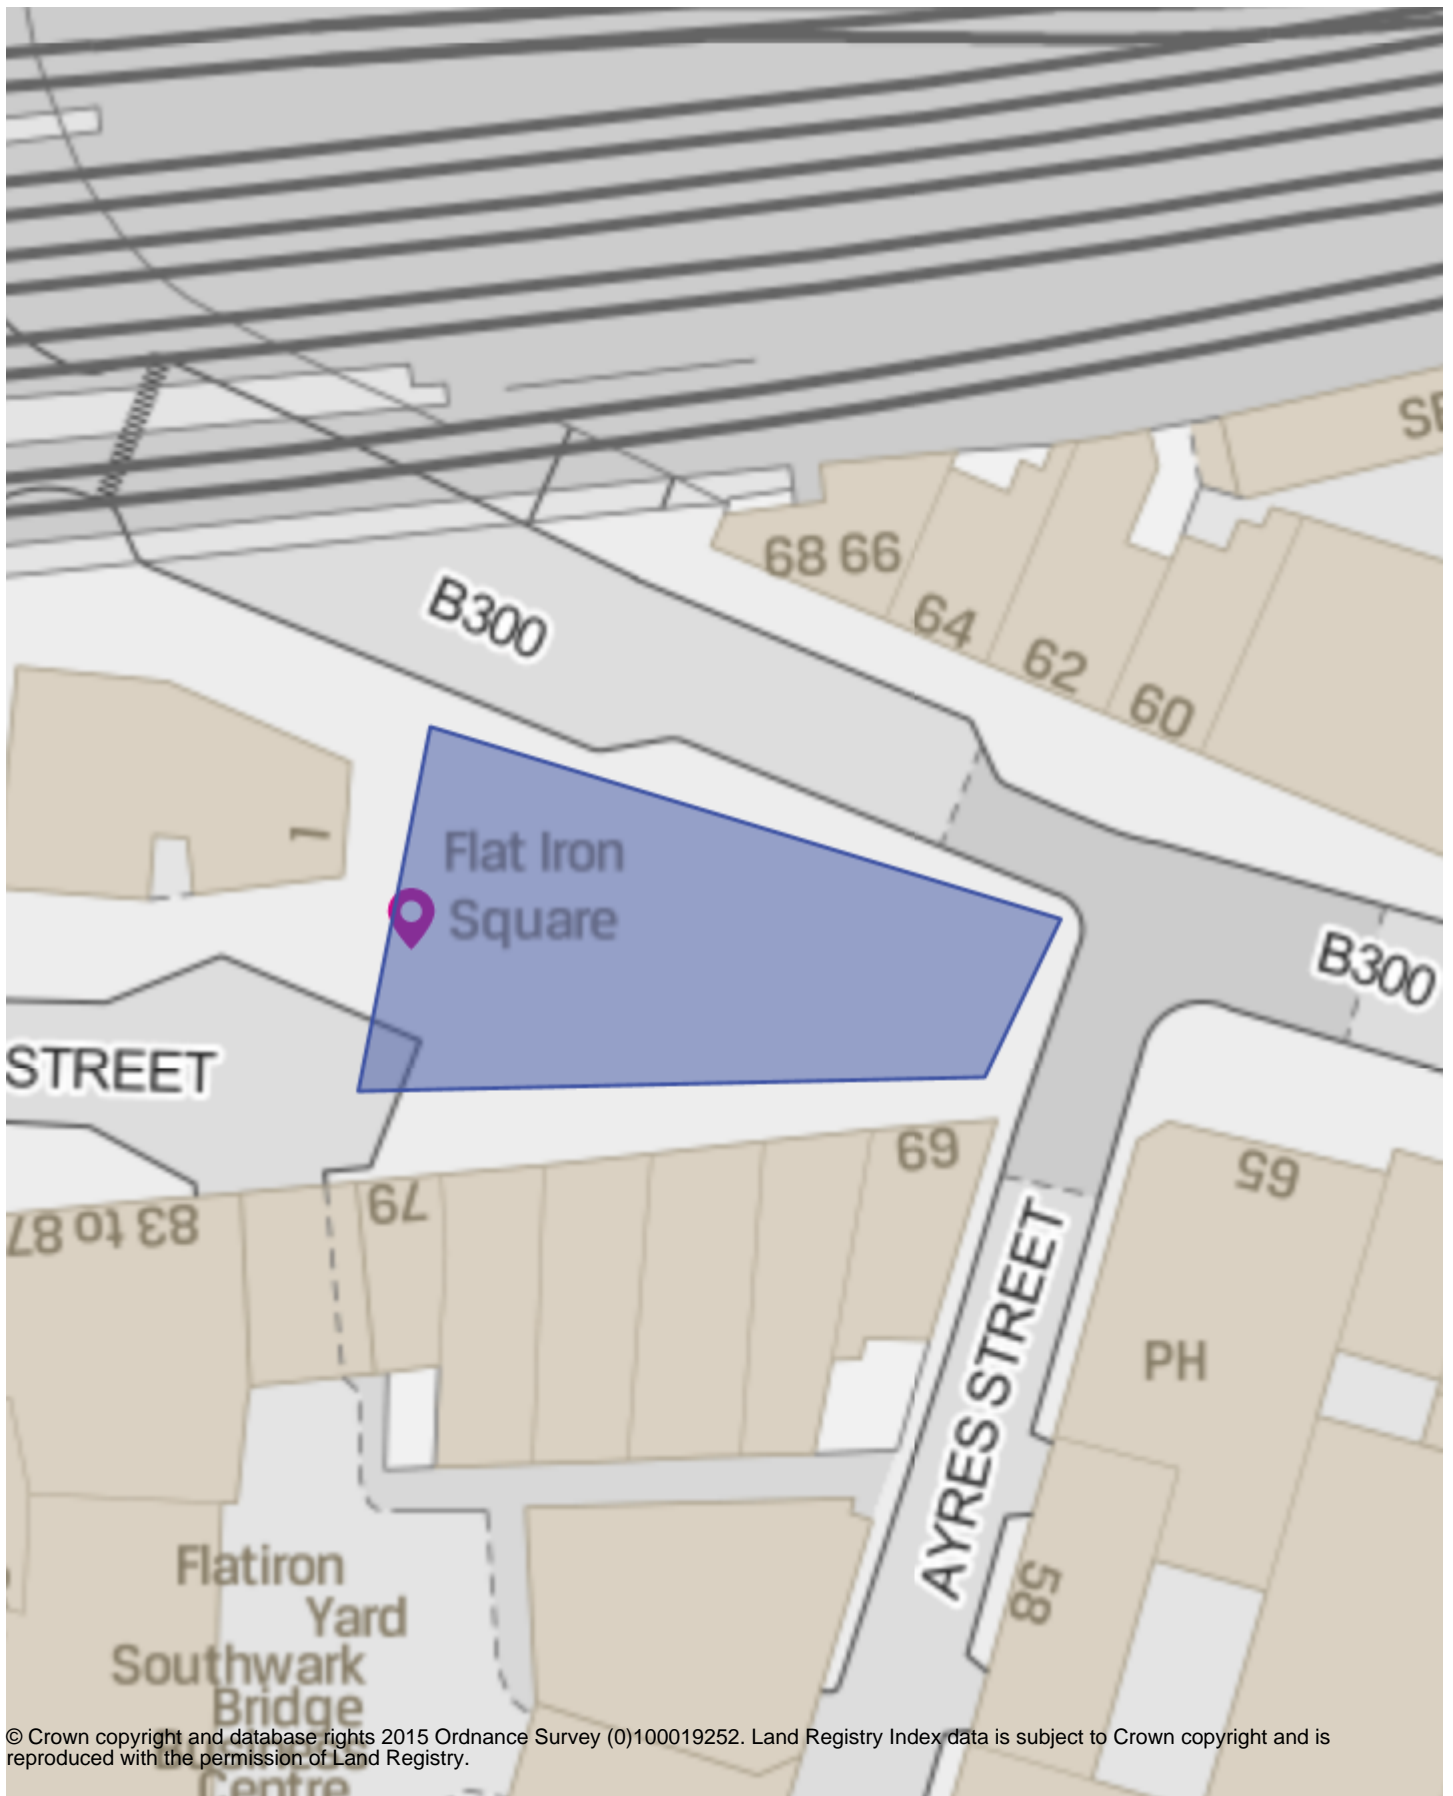 SE
68 66
B300
64
62
60
1
Flat Iron
Square
B300
STREET
69
65
79
83 to 87
AYRES STREET
PH
Flatiron
Yard
58
Southwark
Bridge
© Crown copyright and database rights 2015 Ordnance Survey (0)100019252. Land Registry Index data is subject to Crown copyright and is
reproduced with the permission of Land Registry.
Business
Centre